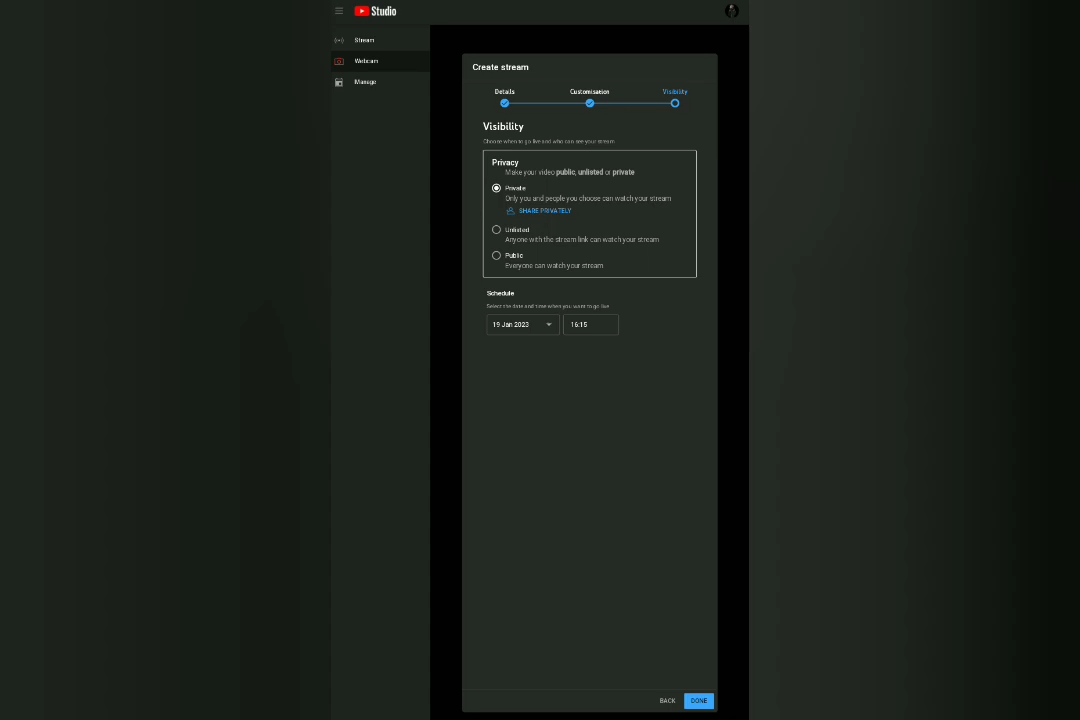 Studio
Stream
Webcam
Manage
Create stream
Details
Customisation
Visibility
Visibility
Choose when to go live and who can see your stream
Privacy
Make your video public, unlisted or private
Private
Only you and people you choose can watch your stream
SHARE PRIVATELY
Unlisted
Anyone with the stream link can watch your stream
Public
Everyone can watch your stream
Schedule
Select the date and time when you want to go live
19 Jan 2023
16:15
BACK
DONE